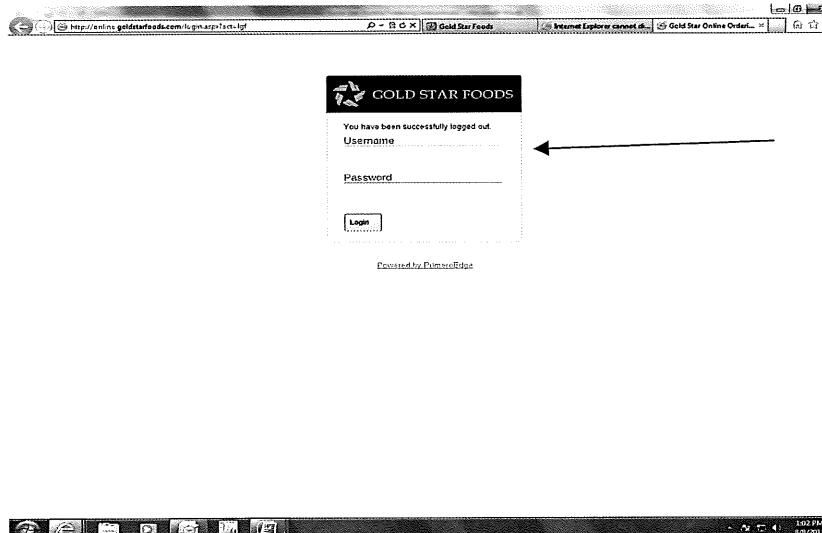 http://online.goldstarfoods.com/login.asp?act=lgf
Gold Star Foods
Internet Explorer cannot di...
Gold Star Online Orderi...
GOLD STAR FOODS
You have been successfully logged out.
Username
Password
Login
Powered by PrimeroEdge
1:02 PM